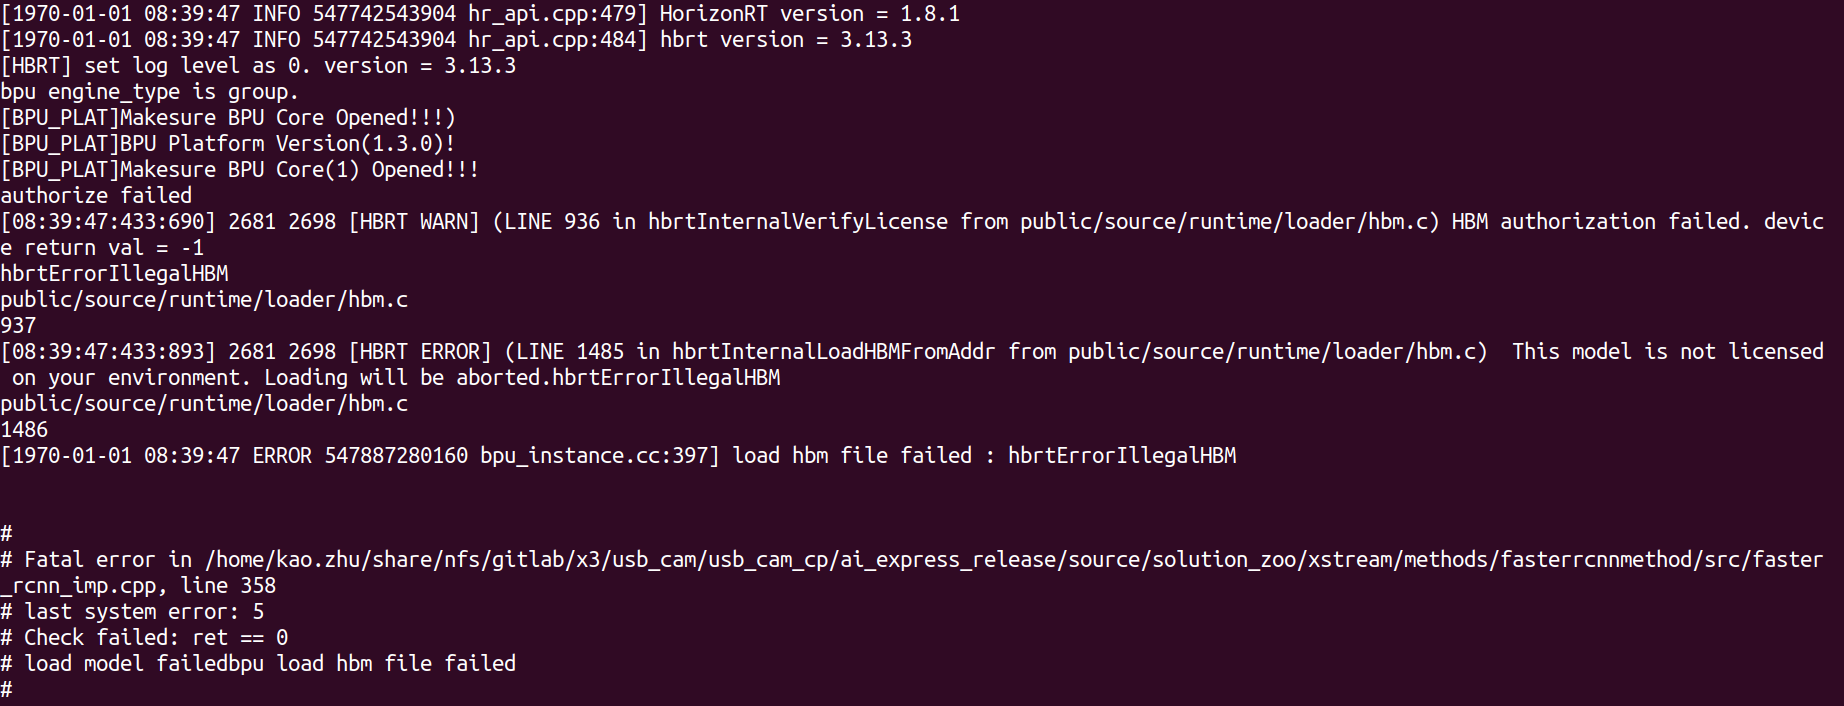 [1970-01-01 08:39:47 INFO 547742543904 hr_api.cpp:479] HorizonRT version = 1.8.1
[1970-01-01 08:39:47 INFO 547742543904 hr_api.cpp:484] hbrt version = 3.13.3
[HBRT] set log level as 0. version = 3.13.3
bpu engine_type is group.
[BPU_PLAT]Makesure BPU Core Opened!!!)
[BPU_PLAT]BPU Platform Version(1.3.0)!
[BPU_PLAT]Makesure BPU Core(1) Opened!!!
authorize failed
[08:39:47:433:690] 2681 2698 [HBRT WARN] (LINE 936 in hbrtInternalVerifyLicense from public/source/runtime/loader/hbm.c) HBM authorization failed. devic
e return val = -1
hbrtErrorIllegalHBM
public/source/runtime/loader/hbm.c
937
[08:39:47:433:893] 2681 2698 [HBRT ERROR] (LINE 1485 in hbrtInternalLoadHBMFromAddr from public/source/runtime/loader/hbm.c)  This model is not licensed
 on your environment. Loading will be aborted.hbrtErrorIllegalHBM
public/source/runtime/loader/hbm.c
1486
[1970-01-01 08:39:47 ERROR 547887280160 bpu_instance.cc:397] load hbm file failed : hbrtErrorIllegalHBM
#
# Fatal error in /home/kao.zhu/share/nfs/gitlab/x3/usb_cam/usb_cam_cp/ai_express_release/source/solution_zoo/xstream/methods/fasterrcnnmethod/src/faster
_rcnn_imp.cpp, line 358
# last system error: 5
# Check failed: ret == 0
# load model failedbpu load hbm file failed
#